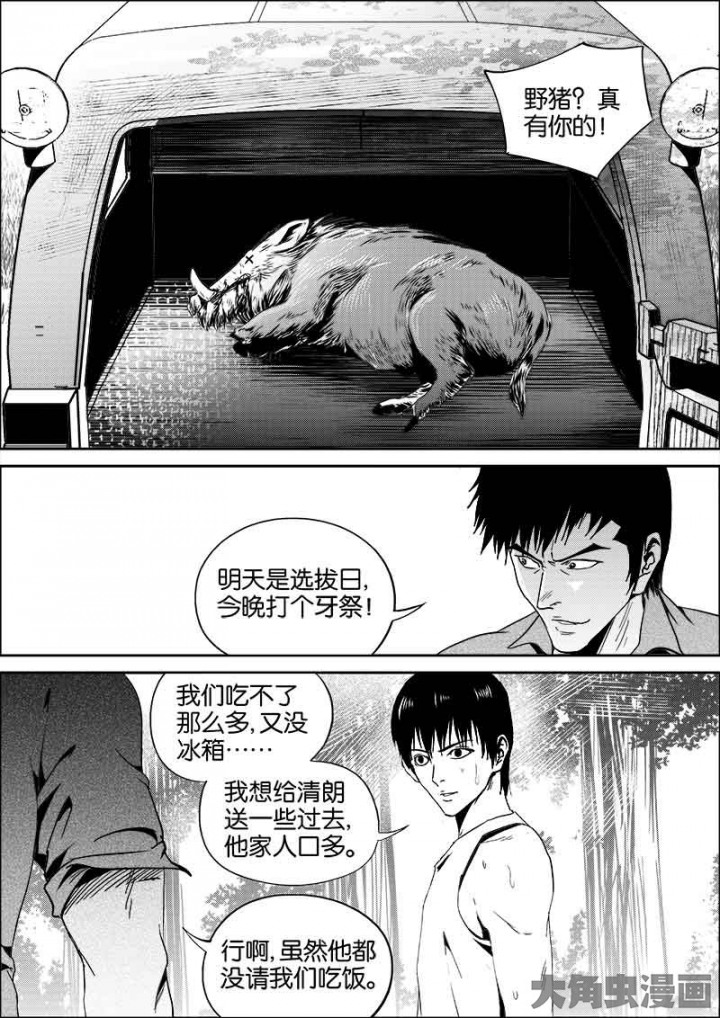 野猪？真
有你的！
明天是选拔日，
今晚打个牙祭！
我们吃不了
那么多，又没
冰箱……
我想给清朗
送一些过去，
他家人口多。
行啊，虽然他都
没请我们吃饭。
大角虫漫画